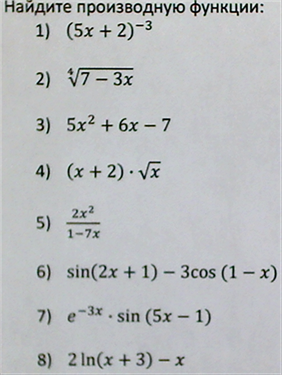 Найдите производную функции:
1) (5x + 2)⁻³
2) ∜(7 − 3x)
3) 5x² + 6x − 7
4) (x + 2) · √x
5) 2x²/(1−7x)
6) sin(2x + 1) − 3cos (1 − x)
7) e⁻³ˣ · sin (5x − 1)
8) 2 ln(x + 3) − x